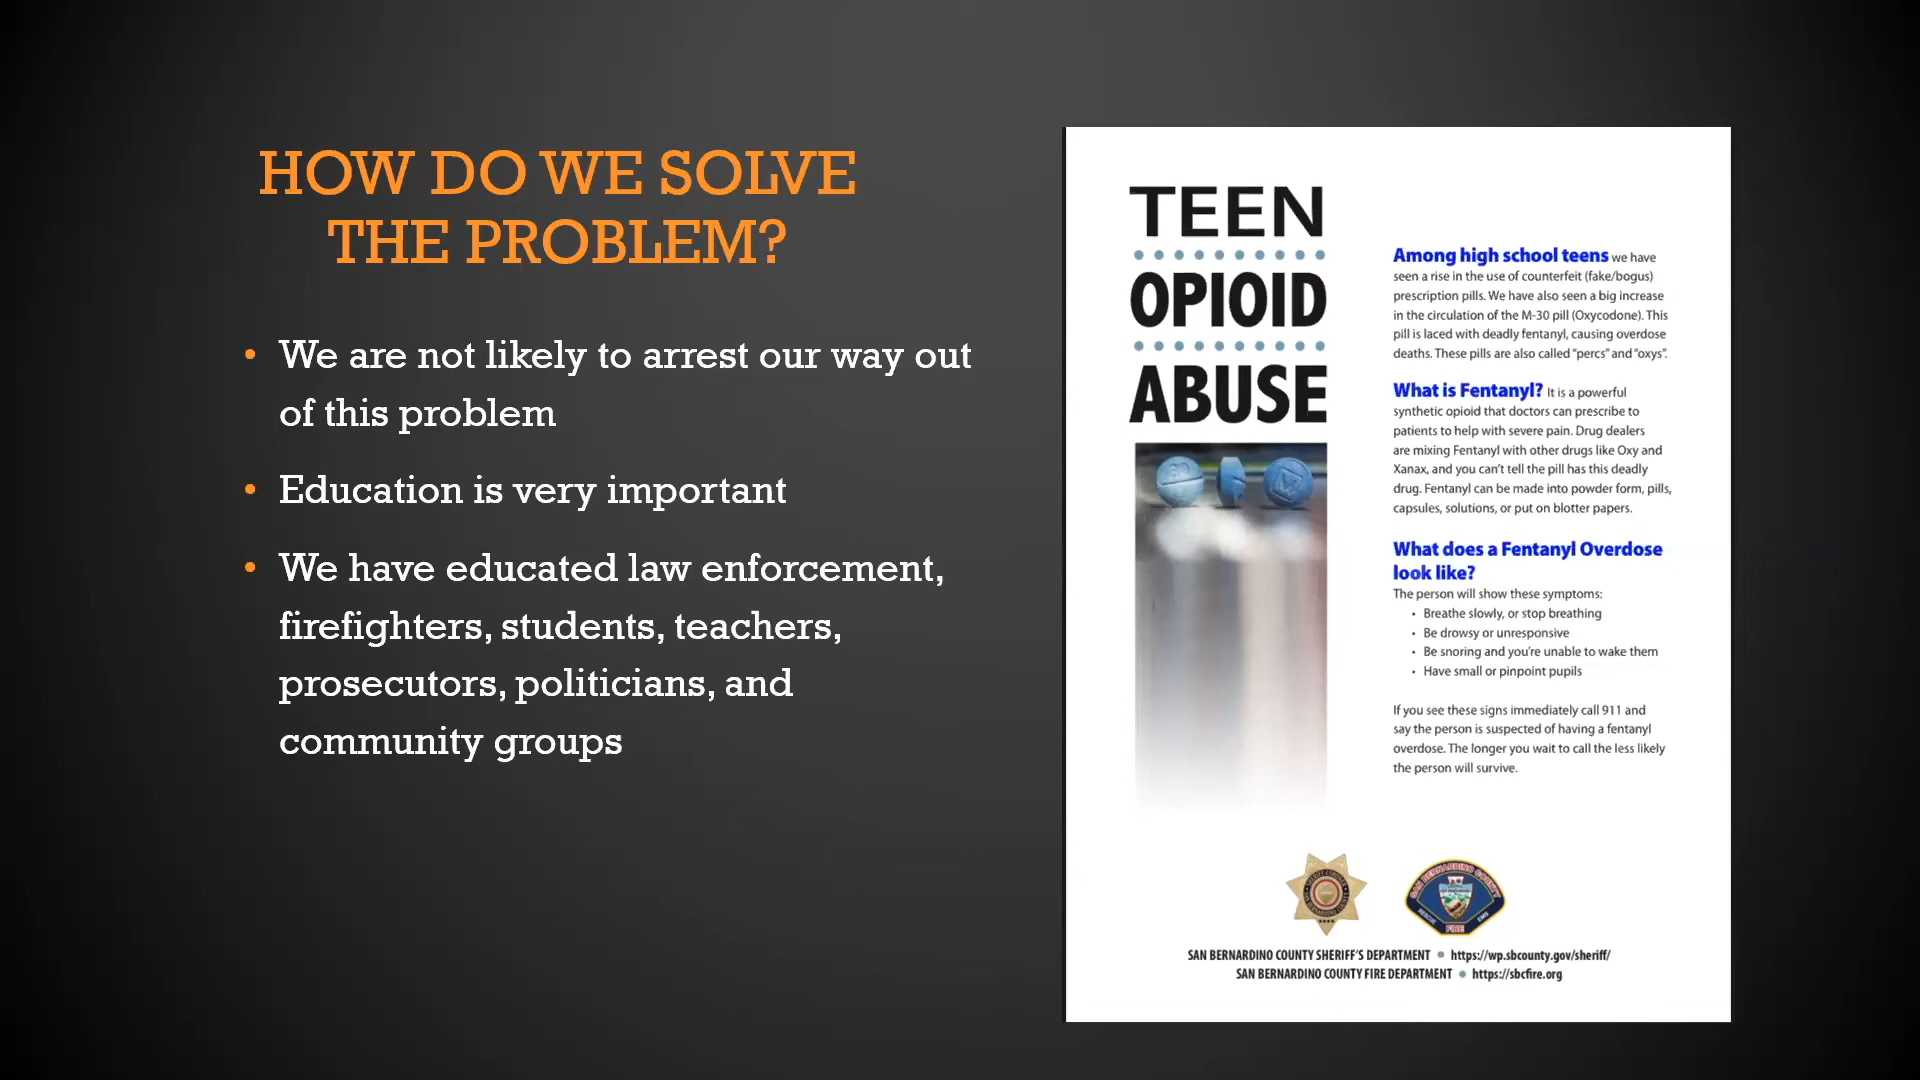 HOW DO WE SOLVE
THE PROBLEM?
• We are not likely to arrest our way out
of this problem
• Education is very important
• We have educated law enforcement,
firefighters, students, teachers,
prosecutors, politicians, and
community groups
TEEN
OPIOID
ABUSE
Among high school teens we have
seen a rise in the use of counterfeit (fake/bogus)
prescription pills. We have also seen a big increase
in the circulation of the M-30 pill (Oxycodone). This
pill is laced with deadly fentanyl, causing overdose
deaths. These pills are also called "percs" and "oxys".
What is Fentanyl? It is a powerful
synthetic opioid that doctors can prescribe to
patients to help with severe pain. Drug dealers
are mixing Fentanyl with other drugs like Oxy and
Xanax, and you can't tell the pill has this deadly
drug. Fentanyl can be made into powder form, pills,
capsules, solutions, or put on blotter papers.
What does a Fentanyl Overdose
look like?
The person will show these symptoms:
• Breathe slowly, or stop breathing
• Be drowsy or unresponsive
• Be snoring and you're unable to wake them
• Have small or pinpoint pupils
If you see these signs immediately call 911 and
say the person is suspected of having a fentanyl
overdose. The longer you wait to call the less likely
the person will survive.
SAN BERNARDINO COUNTY
RESCUE
EMS
FIRE
SAN BERNARDINO COUNTY SHERIFF'S DEPARTMENT • https://wp.sbcounty.gov/sheriff/
SAN BERNARDINO COUNTY FIRE DEPARTMENT • https://sbcfire.org